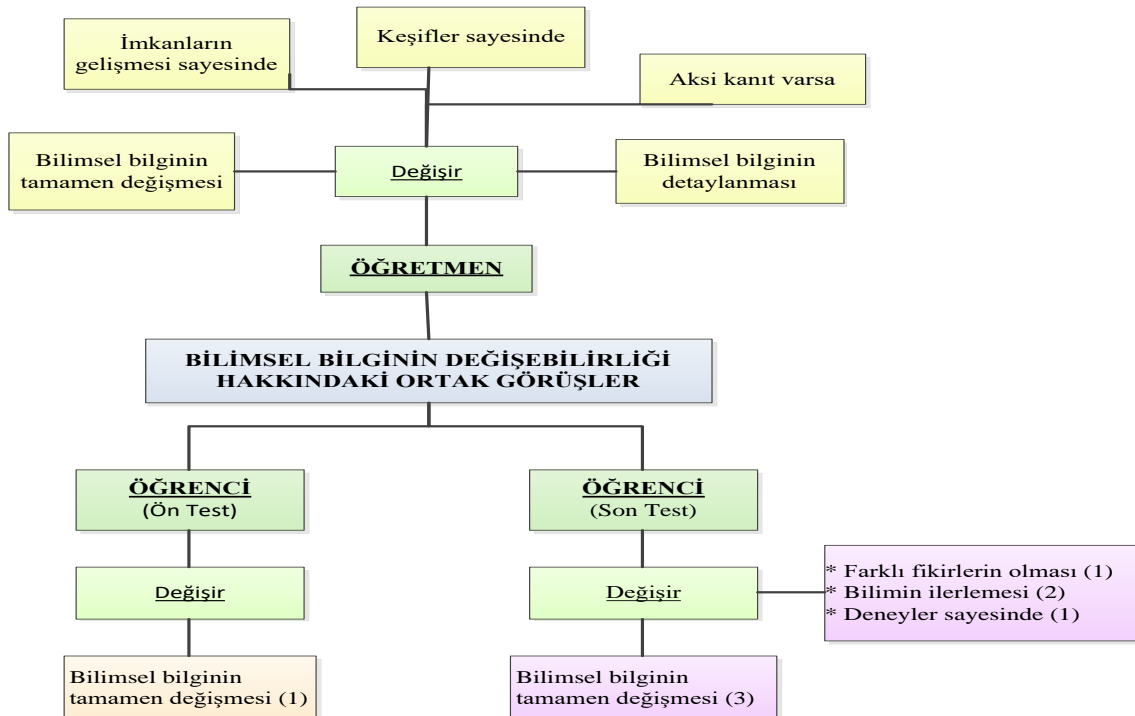 İmkanların
gelişmesi sayesinde
Keşifler sayesinde
Aksi kanıt varsa
Bilimsel bilginin
tamamen değişmesi
Değişir
Bilimsel bilginin
detaylanması
ÖĞRETMEN
BİLİMSEL BİLGİNİN DEĞİŞEBİLİRLİĞİ
HAKKINDAKİ ORTAK GÖRÜŞLER
ÖĞRENCİ
(Ön Test)
ÖĞRENCİ
(Son Test)
Değişir
Değişir
* Farklı fikirlerin olması (1)
* Bilimin ilerlemesi (2)
* Deneyler sayesinde (1)
Bilimsel bilginin
tamamen değişmesi (1)
Bilimsel bilginin
tamamen değişmesi (3)